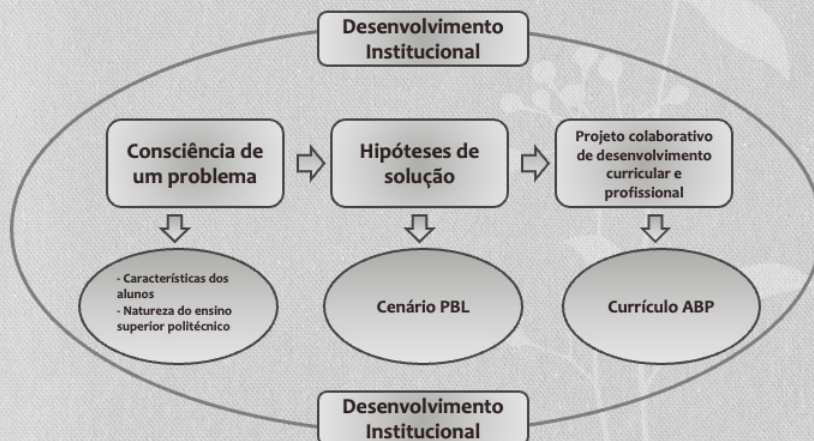 Desenvolvimento
Institucional
Consciência de
um problema
Hipóteses de
solução
Projeto colaborativo
de desenvolvimento
curricular e
profissional
- Características dos
alunos
- Natureza do ensino
superior politécnico
Cenário PBL
Currículo ABP
Desenvolvimento
Institucional